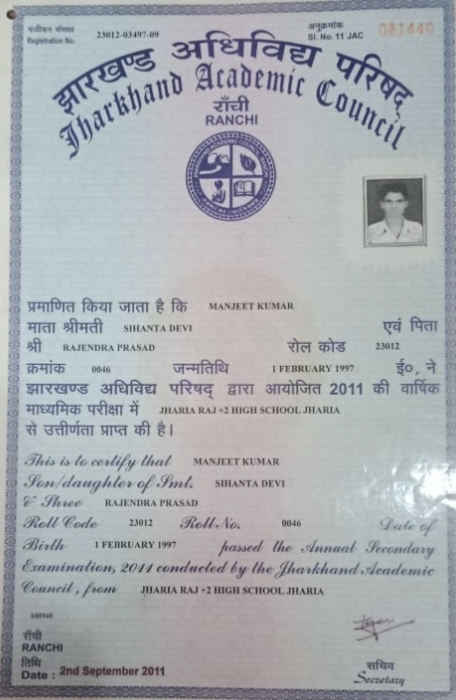 पंजीयन संख्या
Registration No. 23012-03497-09
अनुक्रमांक
Sl. No. 11 JAC 081440
झारखण्ड अधिविद्य परिषद्
Jharkhand Academic Council
राँची
RANCHI
प्रमाणित किया जाता है कि MANJEET KUMAR
माता श्रीमती SIHANTA DEVI एवं पिता
श्री RAJENDRA PRASAD रोल कोड 23012
क्रमांक 0046 जन्मतिथि 1 FEBRUARY 1997 ई०, ने
झारखण्ड अधिविद्य परिषद् द्वारा आयोजित 2011 की वार्षिक
माध्यमिक परीक्षा में JHARIA RAJ +2 HIGH SCHOOL JHARIA
से उत्तीर्णता प्राप्त की है।
This is to certify that MANJEET KUMAR
Son/daughter of Smt. SIHANTA DEVI
& Shree RAJENDRA PRASAD
Roll Code 23012 Roll No. 0046 Date of
Birth 1 FEBRUARY 1997 passed the Annual Secondary
Examination, 2011 conducted by the Jharkhand Academic
Council, from JHARIA RAJ +2 HIGH SCHOOL JHARIA
राँची
RANCHI
तिथि
Date : 2nd September 2011
सचिव
Secretary